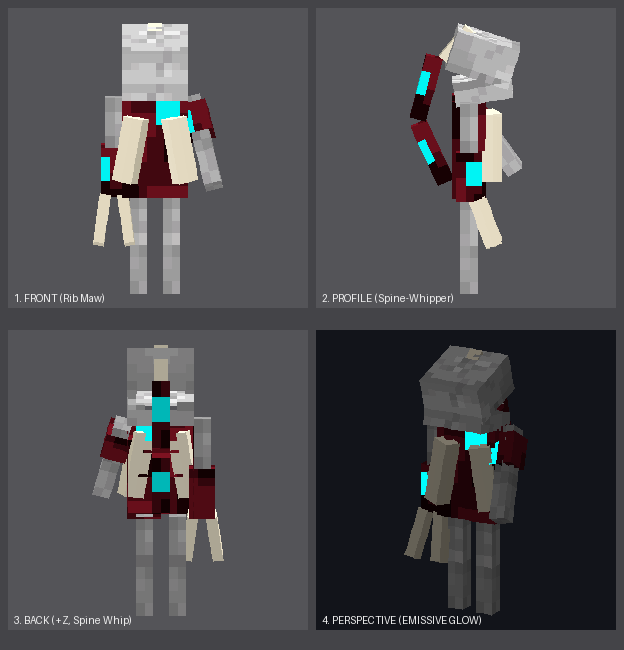 1. FRONT (Rib Maw)
2. PROFILE (Spine-Whipper)
3. BACK (+Z, Spine Whip)
4. PERSPECTIVE (EMISSIVE GLOW)